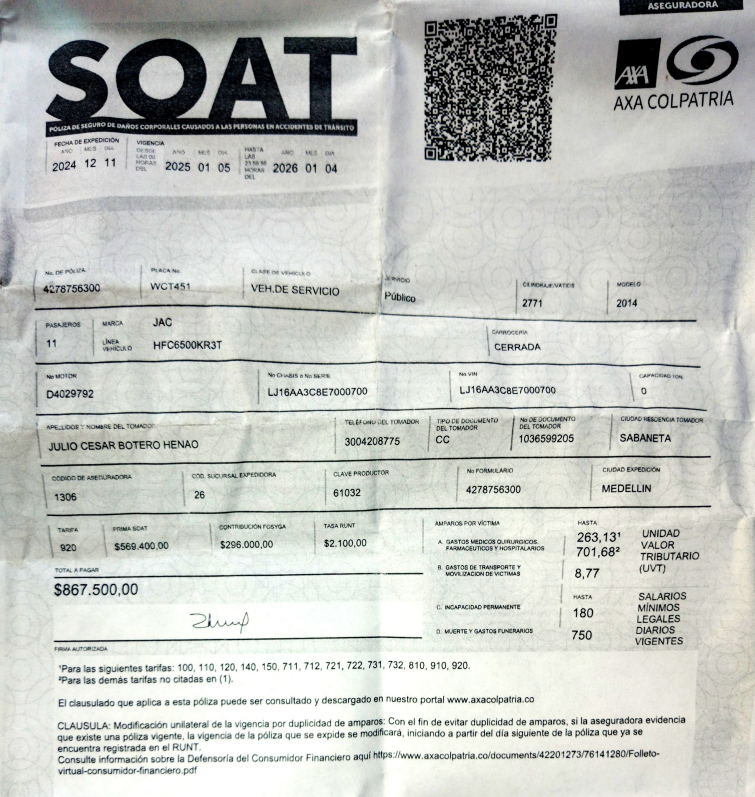 ASEGURADORA
SOAT
AXA
AXA COLPATRIA
POLIZA DE SEGURO DE DAÑOS CORPORALES CAUSADOS A LAS PERSONAS EN ACCIDENTES DE TRÁNSITO
FECHA DE EXPEDICIÓN VIGENCIA
AÑO MES DIA DESDE LAS 00 HORAS DEL AÑO MES DIA HASTA LAS 23:59:59 HORAS DEL AÑO MES DIA
2024 12 11 2025 01 05 2026 01 04
No. DE PÓLIZA PLACA No. CLASE DE VEHICULO SERVICIO CILINDRAJE/VATIOS MODELO
4278756300 WCT451 VEH.DE SERVICIO Público 2771 2014
PASAJEROS MARCA JAC CARROCERÍA
11 LÍNEA VEHÍCULO HFC6500KR3T CERRADA
No MOTOR No CHASIS o No SERIE No VIN CAPACIDAD TON.
D4029792 LJ16AA3C8E7000700 LJ16AA3C8E7000700 0
APELLIDOS Y NOMBRE DEL TOMADOR TELÉFONO DEL TOMADOR TIPO DE DOCUMENTO DEL TOMADOR No DE DOCUMENTO DEL TOMADOR CIUDAD RESIDENCIA TOMADOR
JULIO CESAR BOTERO HENAO 3004208775 CC 1036599205 SABANETA
CODIGO DE ASEGURADORA COD. SUCURSAL EXPEDIDORA CLAVE PRODUCTOR No FORMULARIO CIUDAD EXPEDICIÓN
1306 26 61032 4278756300 MEDELLIN
TARIFA PRIMA SOAT CONTRIBUCIÓN FOSYGA TASA RUNT AMPAROS POR VÍCTIMA HASTA
920 $569.400,00 $296.000,00 $2.100,00
A. GASTOS MEDICOS QUIRURGICOS, FARMACEUTICOS Y HOSPITALARIOS 263,13¹ 701,68² UNIDAD VALOR TRIBUTARIO (UVT)
B. GASTOS DE TRANSPORTE Y MOVILIZACION DE VICTIMAS 8,77
TOTAL A PAGAR
$867.500,00
C. INCAPACIDAD PERMANENTE HASTA 180 SALARIOS MÍNIMOS LEGALES DIARIOS VIGENTES
D. MUERTE Y GASTOS FUNERARIOS 750
FIRMA AUTORIZADA
¹Para las siguientes tarifas: 100, 110, 120, 140, 150, 711, 712, 721, 722, 731, 732, 810, 910, 920.
²Para las demás tarifas no citadas en (1).
El clausulado que aplica a esta póliza puede ser consultado y descargado en nuestro portal www.axacolpatria.co
CLAUSULA: Modificación unilateral de la vigencia por duplicidad de amparos: Con el fin de evitar duplicidad de amparos, si la aseguradora evidencia
que existe una póliza vigente, la vigencia de la póliza que se expide se modificará, iniciando a partir del día siguiente de la póliza que ya se
encuentra registrada en el RUNT.
Consulte información sobre la Defensoría del Consumidor Financiero aquí https://www.axacolpatria.co/documents/42201273/76141280/Folleto-
virtual-consumidor-financiero.pdf